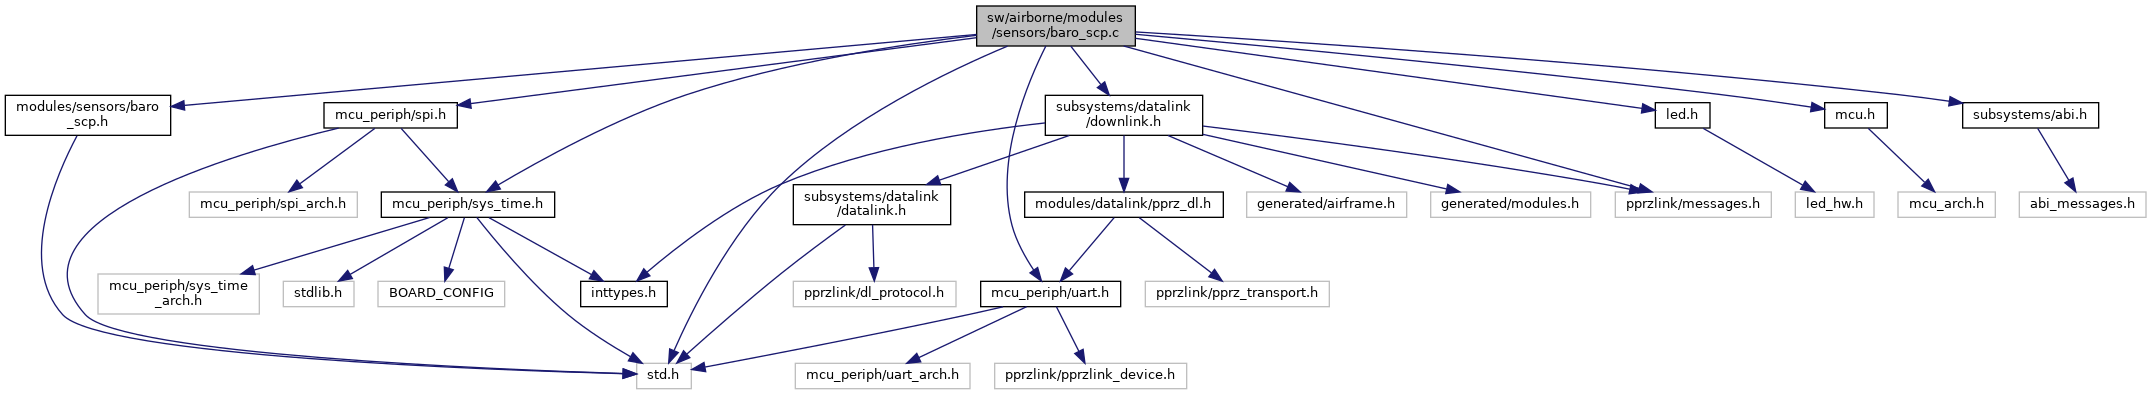 sw/airborne/modules
/sensors/baro_scp.c
modules/sensors/baro
_scp.h
mcu_periph/spi.h
subsystems/datalink
/downlink.h
led.h
mcu.h
subsystems/abi.h
mcu_periph/spi_arch.h
mcu_periph/sys_time.h
subsystems/datalink
/datalink.h
modules/datalink/pprz_dl.h
generated/airframe.h
generated/modules.h
pprzlink/messages.h
led_hw.h
mcu_arch.h
abi_messages.h
mcu_periph/sys_time
_arch.h
stdlib.h
BOARD_CONFIG
inttypes.h
pprzlink/dl_protocol.h
mcu_periph/uart.h
pprzlink/pprz_transport.h
std.h
mcu_periph/uart_arch.h
pprzlink/pprzlink_device.h